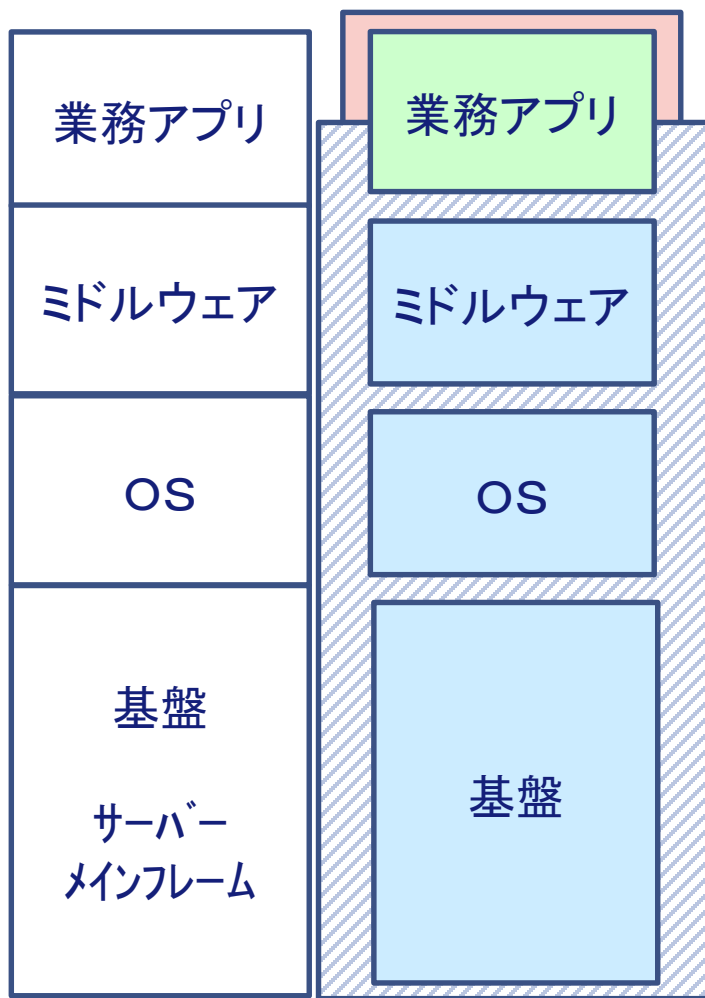 業務アプリ
ミドルウェア
OS
基盤
サーバー
メインフレーム
業務アプリ
ミドルウェア
OS
基盤